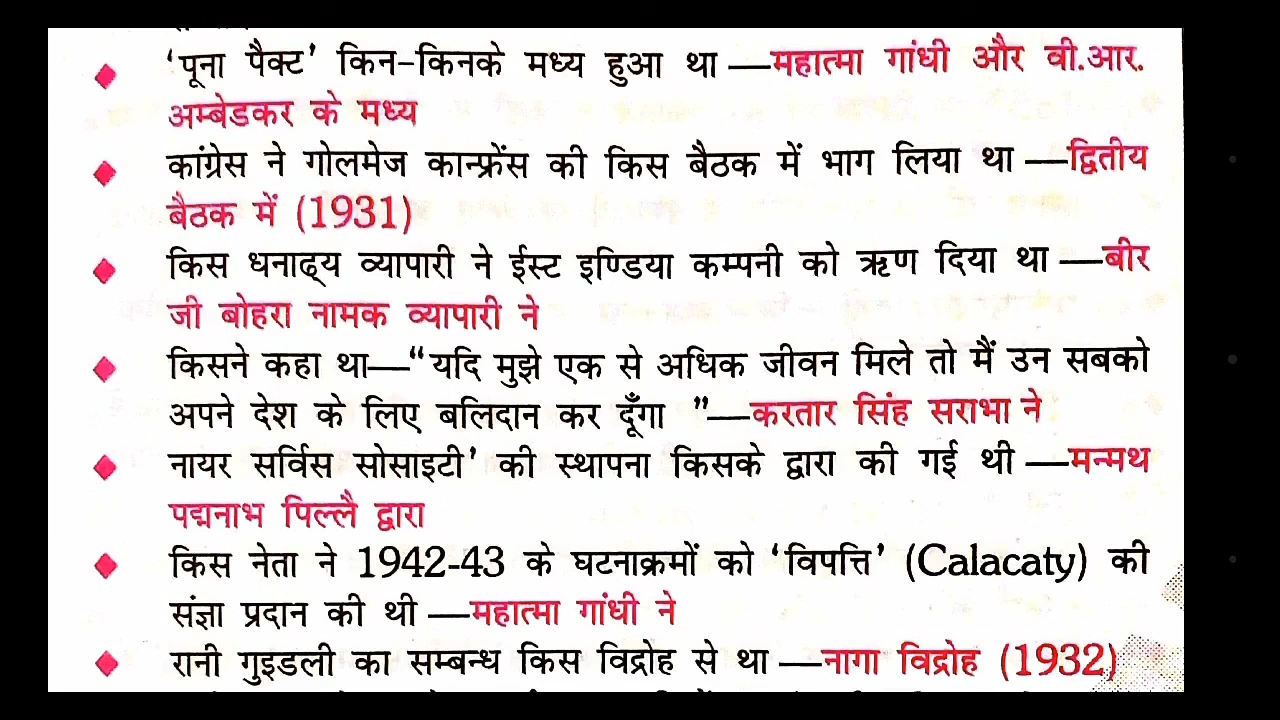 ‘पूना पैक्ट’ किन-किनके मध्य हुआ था —महात्मा गांधी और वी.आर.
अम्बेडकर के मध्य
कांग्रेस ने गोलमेज कान्फ्रेंस की किस बैठक में भाग लिया था —द्वितीय
बैठक में (1931)
किस धनाढ्य व्यापारी ने ईस्ट इण्डिया कम्पनी को ऋण दिया था —बीर
जी बोहरा नामक व्यापारी ने
किसने कहा था—“यदि मुझे एक से अधिक जीवन मिले तो मैं उन सबको
अपने देश के लिए बलिदान कर दूँगा ”—करतार सिंह सराभा ने
नायर सर्विस सोसाइटी’ की स्थापना किसके द्वारा की गई थी —मन्मथ
पद्मनाभ पिल्लै द्वारा
किस नेता ने 1942-43 के घटनाक्रमों को ‘विपत्ति’ (Calacaty) की
संज्ञा प्रदान की थी —महात्मा गांधी ने
रानी गुइडली का सम्बन्ध किस विद्रोह से था —नागा विद्रोह (1932)